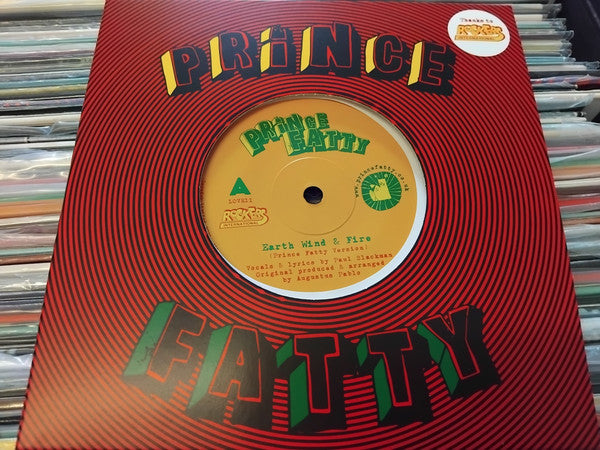 PRINCE
Thanks to
ROCKERS
INTERNATIONAL
PRINCE
FATTY
www.princefatty.co.uk
A
LOVE11
ROCKERS
INTERNATIONAL
Earth Wind & Fire
(Prince Fatty Version)
Vocals & lyrics by Paul Blackman
Original produced & arranged
by Augustus Pablo
FATTY